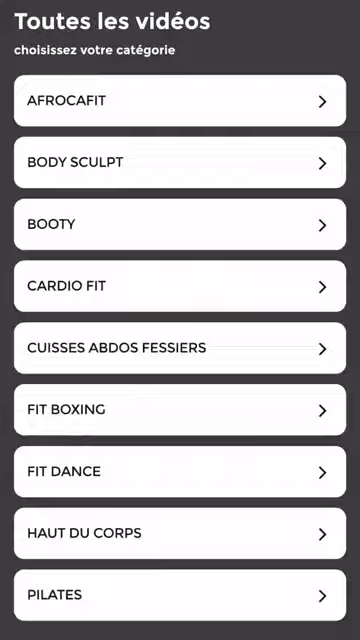 Toutes les vidéos
choisissez votre catégorie
AFROCAFIT
BODY SCULPT
BOOTY
CARDIO FIT
CUISSES ABDOS FESSIERS
FIT BOXING
FIT DANCE
HAUT DU CORPS
PILATES